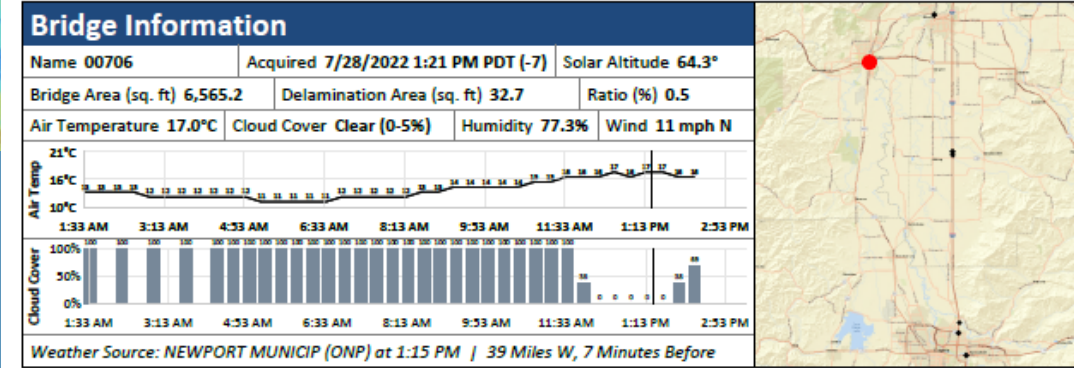 Bridge Information
Name 00706 Acquired 7/28/2022 1:21 PM PDT (-7) Solar Altitude 64.3°
Bridge Area (sq. ft) 6,565.2 Delamination Area (sq. ft) 32.7 Ratio (%) 0.5
Air Temperature 17.0°C Cloud Cover Clear (0-5%) Humidity 77.3% Wind 11 mph N
Air Temp
21°C
16°C
10°C
1:33 AM 3:13 AM 4:53 AM 6:33 AM 8:13 AM 9:53 AM 11:33 AM 1:13 PM 2:53 PM
Cloud Cover
100%
50%
0%
1:33 AM 3:13 AM 4:53 AM 6:33 AM 8:13 AM 9:53 AM 11:33 AM 1:13 PM 2:53 PM
Weather Source: NEWPORT MUNICIP (ONP) at 1:15 PM | 39 Miles W, 7 Minutes Before